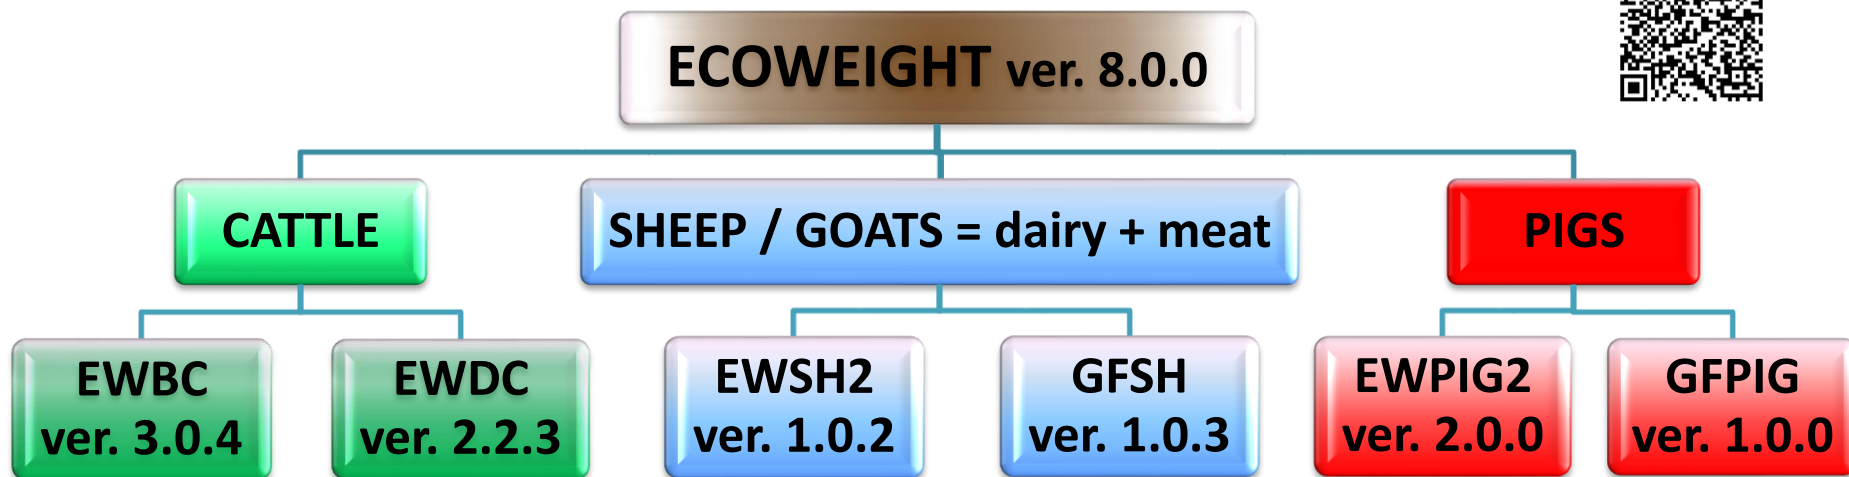 ECOWEIGHT ver. 8.0.0
CATTLE
SHEEP / GOATS = dairy + meat
PIGS
EWBC
ver. 3.0.4
EWDC
ver. 2.2.3
EWSH2
ver. 1.0.2
GFSH
ver. 1.0.3
EWPIG2
ver. 2.0.0
GFPIG
ver. 1.0.0